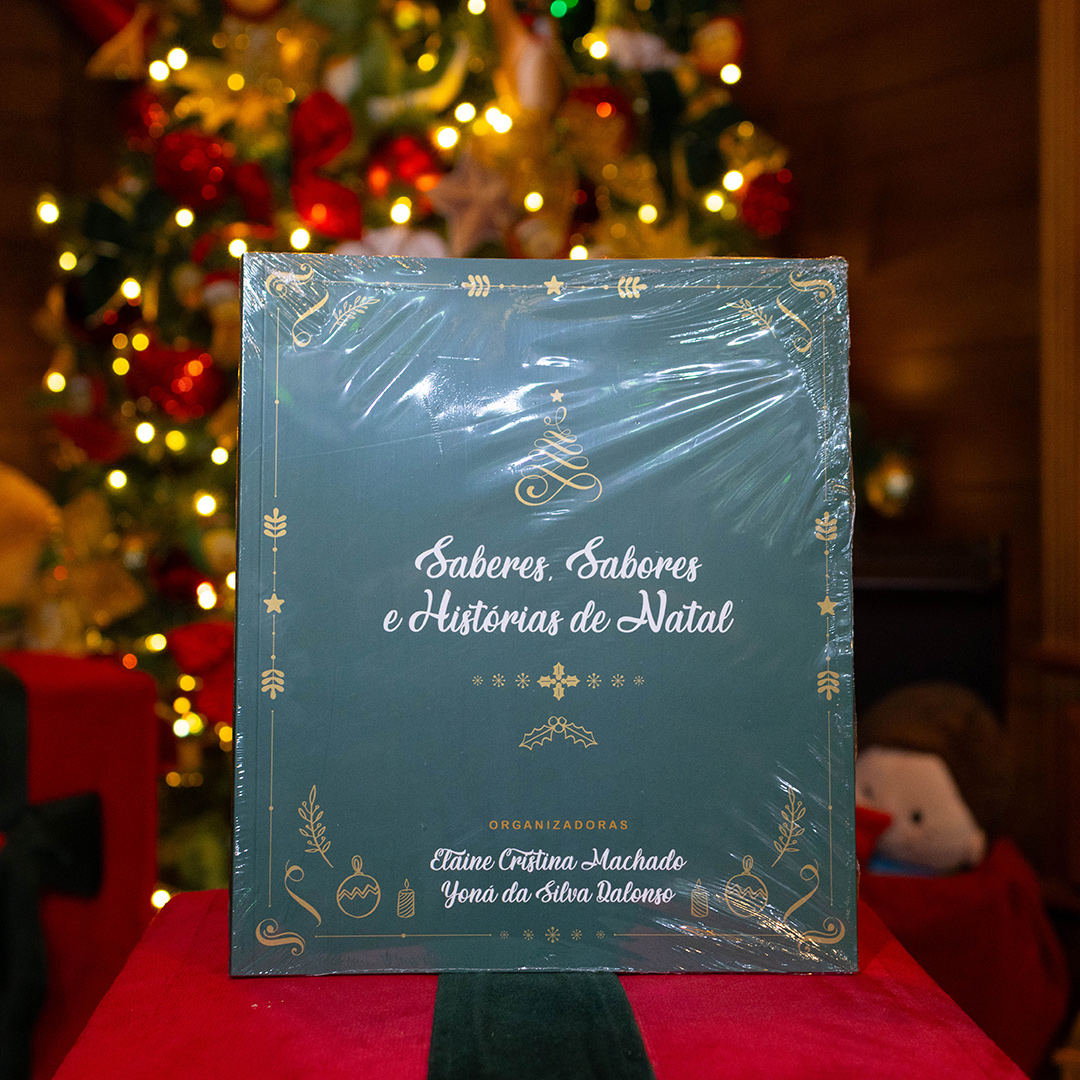 Saberes, Sabores
e Histórias de Natal
ORGANIZADORAS
Elaine Cristina Machado
Yoná da Silva Dalonso